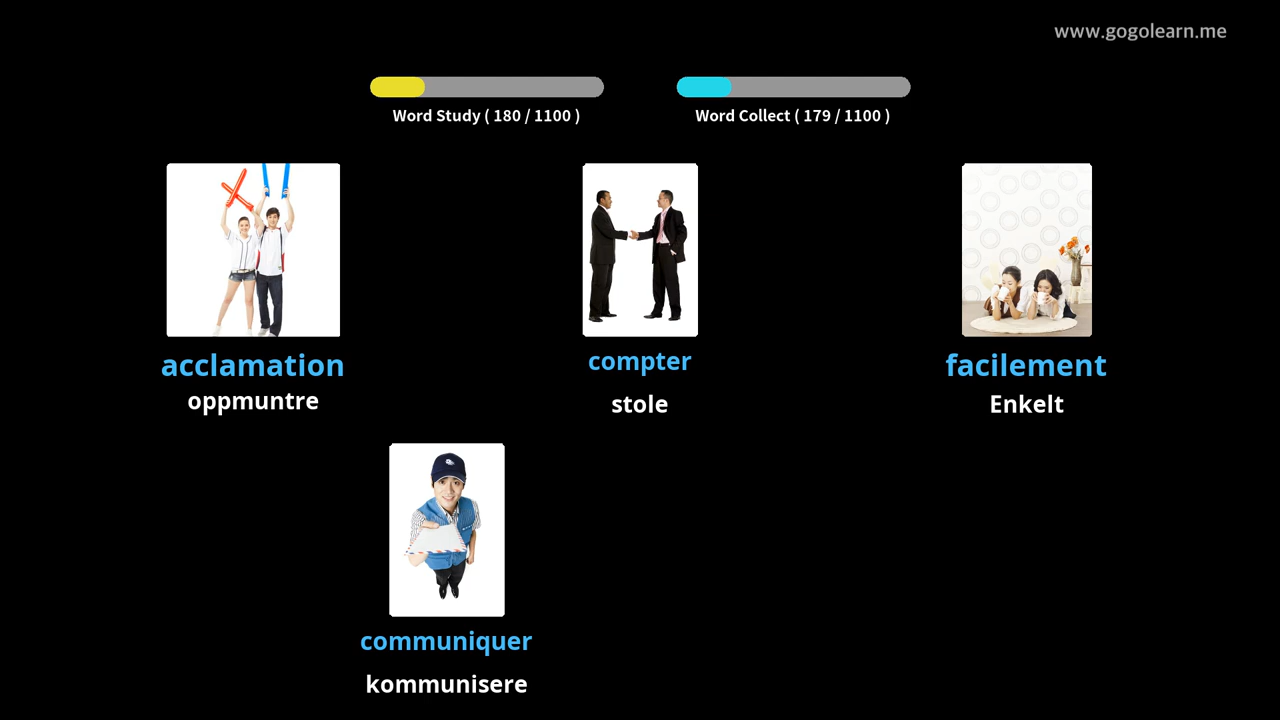 www.gogolearn.me
Word Study ( 180 / 1100 )
Word Collect ( 179 / 1100 )
acclamation
oppmuntre
compter
stole
facilement
Enkelt
communiquer
kommunisere